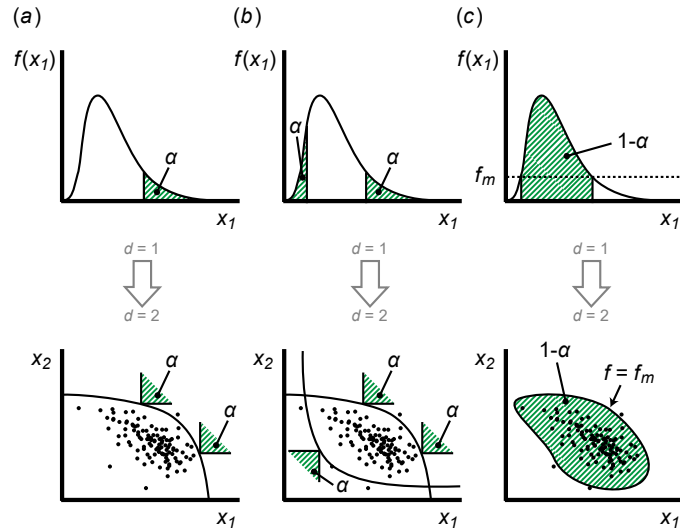 (a)
(b)
(c)
f(x1)
f(x1)
f(x1)
α
α
α
1-α
fm
x1
x1
x1
d = 1
d = 1
d = 1
d = 2
d = 2
d = 2
x2
x2
x2
α
α
α
α
α
1-α
f = fm
x1
x1
x1